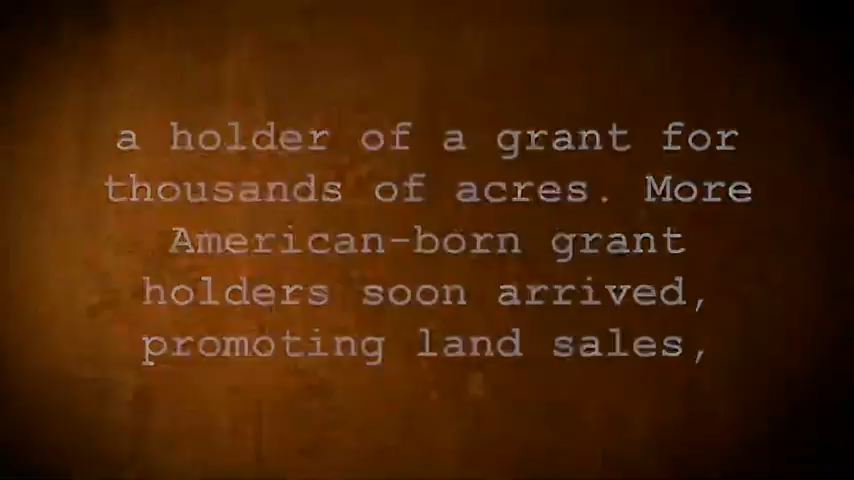 a holder of a grant for
thousands of acres. More
American-born grant
holders soon arrived,
promoting land sales,